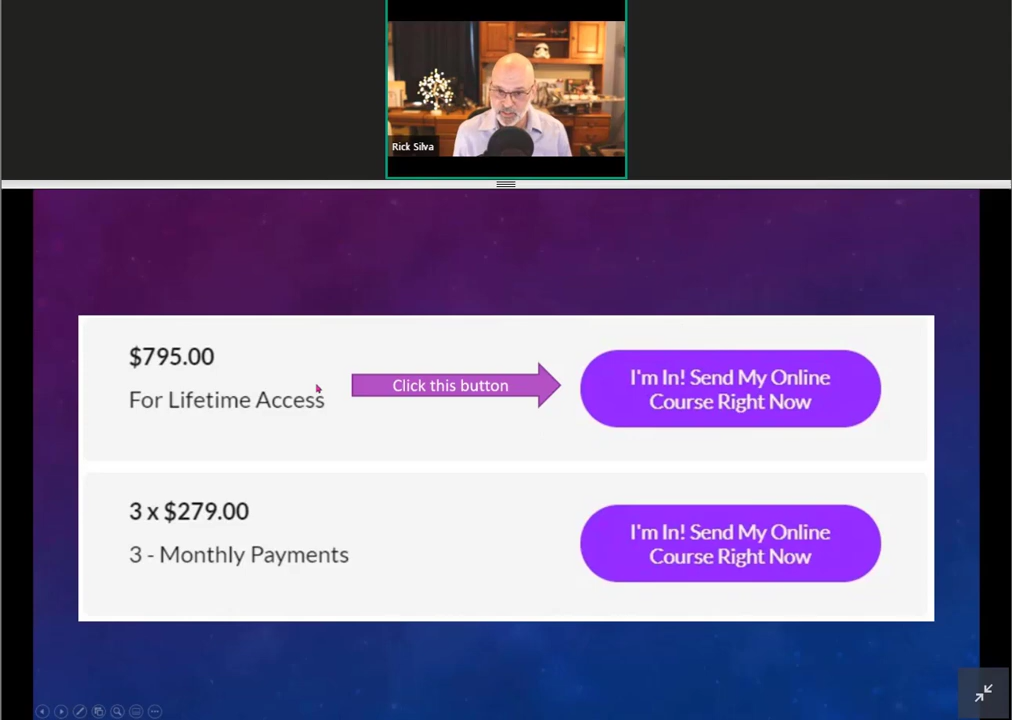 Rick Silva
$795.00
For Lifetime Access
Click this button
I'm In! Send My Online
Course Right Now
3 x $279.00
3 - Monthly Payments
I'm In! Send My Online
Course Right Now